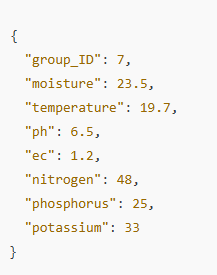 {
  "group_ID": 7,
  "moisture": 23.5,
  "temperature": 19.7,
  "ph": 6.5,
  "ec": 1.2,
  "nitrogen": 48,
  "phosphorus": 25,
  "potassium": 33
}